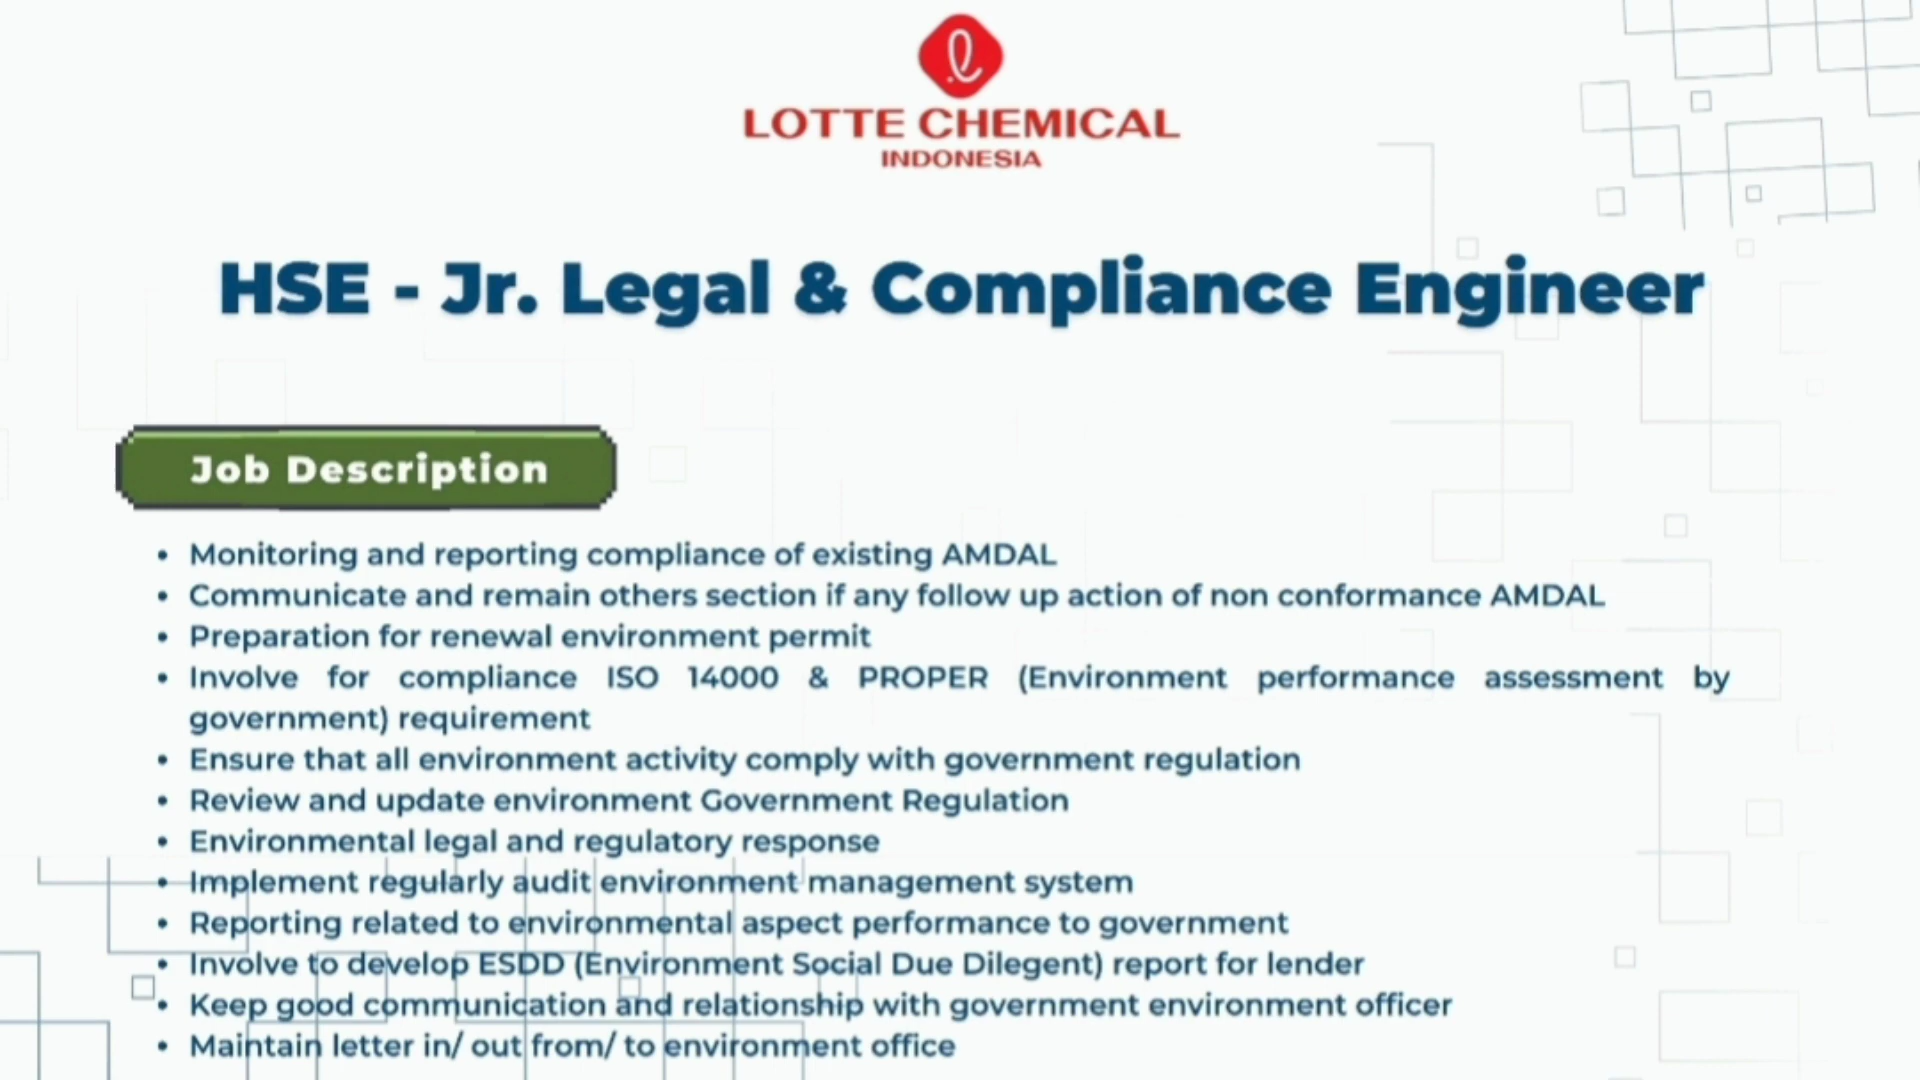 LOTTE CHEMICAL
INDONESIA
HSE - Jr. Legal & Compliance Engineer
Job Description
• Monitoring and reporting compliance of existing AMDAL
• Communicate and remain others section if any follow up action of non conformance AMDAL
• Preparation for renewal environment permit
• Involve for compliance ISO 14000 & PROPER (Environment performance assessment by
government) requirement
• Ensure that all environment activity comply with government regulation
• Review and update environment Government Regulation
• Environmental legal and regulatory response
• Implement regularly audit environment management system
• Reporting related to environmental aspect performance to government
• Involve to develop ESDD (Environment Social Due Dilegent) report for lender
• Keep good communication and relationship with government environment officer
• Maintain letter in/ out from/ to environment office